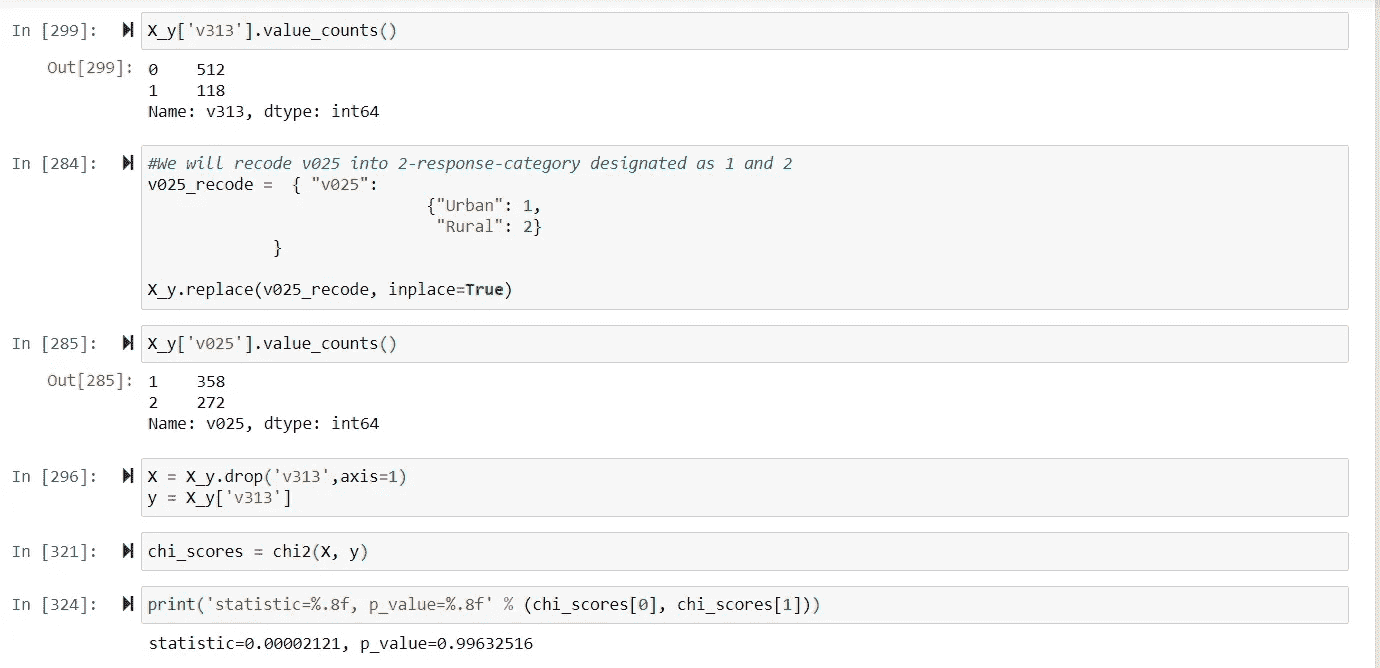 In [299]: X_y['v313'].value_counts()
Out[299]: 0    512
1    118
Name: v313, dtype: int64
In [284]: #We will recode v025 into 2-response-category designated as 1 and 2
v025_recode =  { "v025":
{"Urban": 1,
"Rural": 2}
}
X_y.replace(v025_recode, inplace=True)
In [285]: X_y['v025'].value_counts()
Out[285]: 1    358
2    272
Name: v025, dtype: int64
In [296]: X = X_y.drop('v313',axis=1)
y = X_y['v313']
In [321]: chi_scores = chi2(X, y)
In [324]: print('statistic=%.8f, p_value=%.8f' % (chi_scores[0], chi_scores[1]))
statistic=0.00002121, p_value=0.99632516